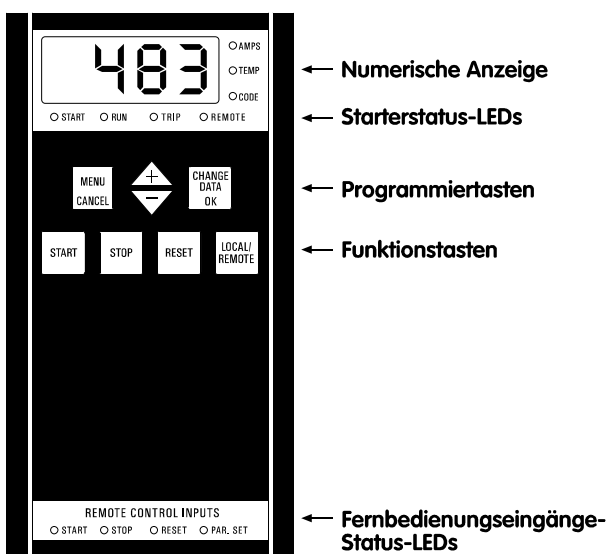 483
AMPS
TEMP
CODE
START RUN TRIP REMOTE
MENU
CANCEL
+
−
CHANGE
DATA
OK
START
STOP
RESET
LOCAL/
REMOTE
REMOTE CONTROL INPUTS
START STOP RESET PAR. SET
Numerische Anzeige
Starterstatus-LEDs
Programmiertasten
Funktionstasten
Fernbedienungseingänge-
Status-LEDs